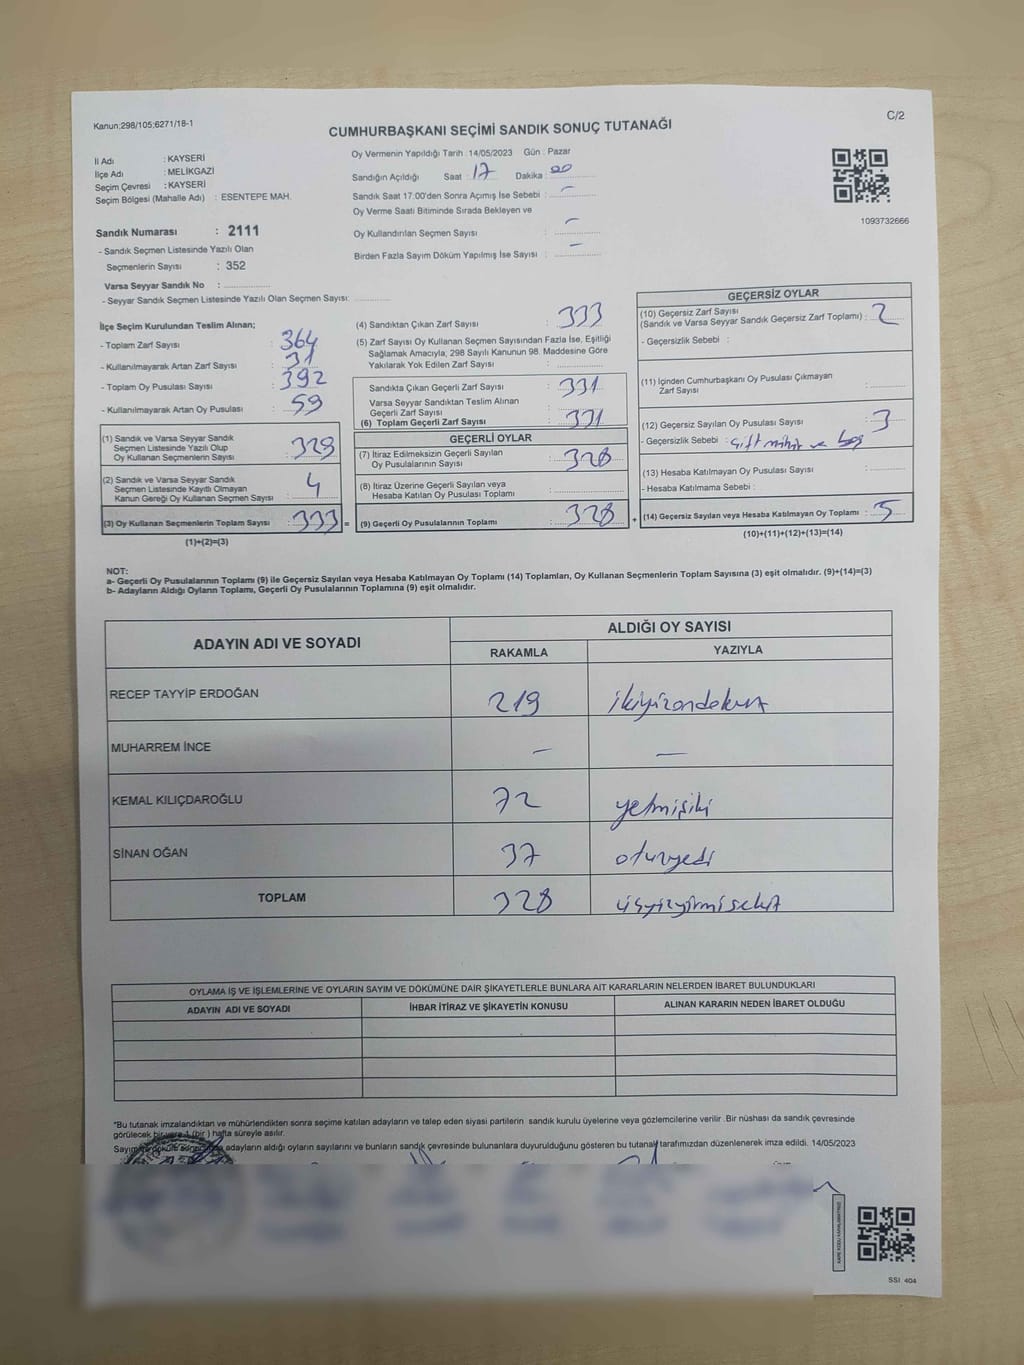 Kanun:298/105;6271/18-1
C/2
CUMHURBAŞKANI SEÇİMİ SANDIK SONUÇ TUTANAĞI
İl Adı : KAYSERİ
İlçe Adı : MELİKGAZİ
Seçim Çevresi : KAYSERİ
Seçim Bölgesi (Mahalle Adı) : ESENTEPE MAH.
Oy Vermenin Yapıldığı Tarih : 14/05/2023 Gün : Pazar
Sandığın Açıldığı Saat : 17 Dakika : 00
Sandık Saat 17:00'den Sonra Açımış İse Sebebi : –
Oy Verme Saati Bitiminde Sırada Bekleyen ve
Oy Kullandırılan Seçmen Sayısı : –
Birden Fazla Sayım Döküm Yapılmış İse Sayısı : –
1093732666
Sandık Numarası : 2111
- Sandık Seçmen Listesinde Yazılı Olan
Seçmenlerin Sayısı : 352
Varsa Seyyar Sandık No :
- Seyyar Sandık Seçmen Listesinde Yazılı Olan Seçmen Sayısı:
İlçe Seçim Kurulundan Teslim Alınan;
- Toplam Zarf Sayısı : 364
- Kullanılmayarak Artan Zarf Sayısı : 31
- Toplam Oy Pusulası Sayısı : 392
- Kullanılmayarak Artan Oy Pusulası : 59
(1) Sandık ve Varsa Seyyar Sandık
Seçmen Listesinde Yazılı Olup
Oy Kullanan Seçmenlerin Sayısı : 329
(2) Sandık ve Varsa Seyyar Sandık
Seçmen Listesinde Kayıtlı Olmayan
Kanun Gereği Oy Kullanan Seçmen Sayısı : 4
(3) Oy Kullanan Seçmenlerin Toplam Sayısı : 333 =
(1)+(2)=(3)
(4) Sandıktan Çıkan Zarf Sayısı : 333
(5) Zarf Sayısı Oy Kullanan Seçmen Sayısından Fazla İse, Eşitliği
Sağlamak Amacıyla; 298 Sayılı Kanunun 98. Maddesine Göre
Yakılarak Yok Edilen Zarf Sayısı :
Sandıkta Çıkan Geçerli Zarf Sayısı : 331
Varsa Seyyar Sandıktan Teslim Alınan
Geçerli Zarf Sayısı :
(6) Toplam Geçerli Zarf Sayısı : 331
GEÇERLİ OYLAR
(7) İtiraz Edilmeksizin Geçerli Sayılan
Oy Pusulalarının Sayısı : 328
(8) İtiraz Üzerine Geçerli Sayılan veya
Hesaba Katılan Oy Pusulası Toplamı :
(9) Geçerli Oy Pusulalarının Toplamı : 328 +
GEÇERSİZ OYLAR
(10) Geçersiz Zarf Sayısı
(Sandık ve Varsa Seyyar Sandık Geçersiz Zarf Toplamı) : 2
- Geçersizlik Sebebi :
(11) İçinden Cumhurbaşkanı Oy Pusulası Çıkmayan
Zarf Sayısı :
(12) Geçersiz Sayılan Oy Pusulası Sayısı : 3
- Geçersizlik Sebebi : çift mühür ve boş
(13) Hesaba Katılmayan Oy Pusulası Sayısı :
- Hesaba Katılmama Sebebi :
(14) Geçersiz Sayılan veya Hesaba Katılmayan Oy Toplamı : 5
(10)+(11)+(12)+(13)=(14)
NOT:
a- Geçerli Oy Pusulalarının Toplamı (9) ile Geçersiz Sayılan veya Hesaba Katılmayan Oy Toplamı (14) Toplamları, Oy Kullanan Seçmenlerin Toplam Sayısına (3) eşit olmalıdır. (9)+(14)=(3)
b- Adayların Aldığı Oyların Toplamı, Geçerli Oy Pusulalarının Toplamına (9) eşit olmalıdır.
ADAYIN ADI VE SOYADI
ALDIĞI OY SAYISI
RAKAMLA YAZIYLA
RECEP TAYYİP ERDOĞAN 219 ikiyüzondokuz
MUHARREM İNCE – –
KEMAL KILIÇDAROĞLU 72 yetmişiki
SİNAN OĞAN 37 otuzyedi
TOPLAM 328 üçyüzyirmisekiz
OYLAMA İŞ VE İŞLEMLERİNE VE OYLARIN SAYIM VE DÖKÜMÜNE DAİR ŞİKAYETLERLE BUNLARA AİT KARARLARIN NELERDEN İBARET BULUNDUKLARI
ADAYIN ADI VE SOYADI İHBAR İTİRAZ VE ŞİKAYETİN KONUSU ALINAN KARARIN NEDEN İBARET OLDUĞU
"Bu tutanak imzalandıktan ve mühürlendikten sonra seçime katılan adayların ve talep eden siyasi partilerin sandık kurulu üyelerine veya gözlemcilerine verilir. Bir nüshası da sandık çevresinde
görülecek bir yere 1 (bir) hafta süreyle asılır.
adayların aldığı oyların sayılarını ve bunların sandık çevresinde bulunanlara duyurulduğunu gösteren bu tutanak tarafımızdan düzenlenerek imza edildi. 14/05/2023
SSI 404